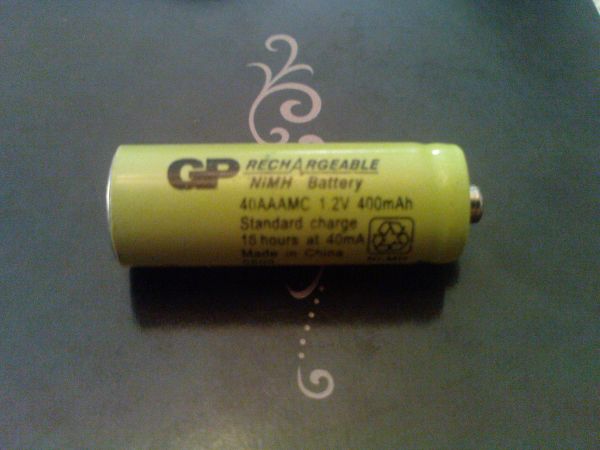 GP RECHARGEABLE
NiMH Battery
40AAAMC 1.2V 400mAh
Standard charge
16 hours at 40mA
Made in China